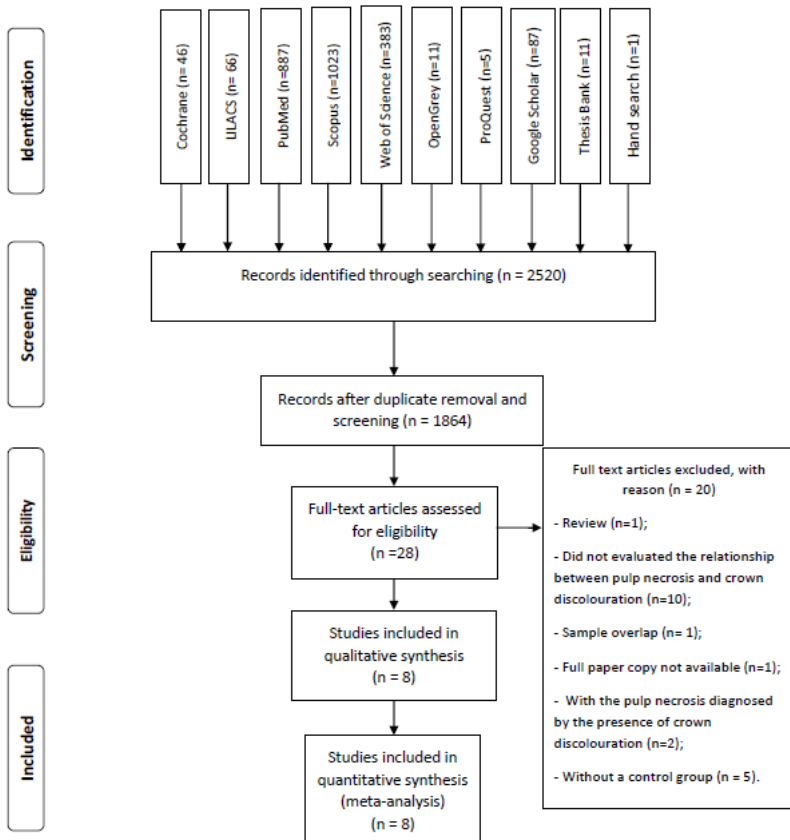 Identification
Cochrane (n= 46)
LILACS (n= 66)
PubMed (n=887)
Scopus (n=1023)
Web of Science (n=383)
OpenGrey (n=11)
ProQuest (n=5)
Google Scholar (n=87)
Thesis Bank (n=11)
Hand search (n=1)
Screening
Records identified through searching (n = 2520)
Records after duplicate removal and
screening (n = 1864)
Eligibility
Full-text articles assessed
for eligibility
(n =28)
Full text articles excluded, with
reason (n = 20)
- Review (n=1);
- Did not evaluated the relationship
between pulp necrosis and crown
discolouration (n=10);
- Sample overlap (n= 1);
- Full paper copy not available (n=1);
- With the pulp necrosis diagnosed
by the presence of crown
discolouration (n=2);
- Without a control group (n = 5).
Studies included in
qualitative synthesis
(n = 8)
Included
Studies included in
quantitative synthesis
(meta-analysis)
(n = 8)